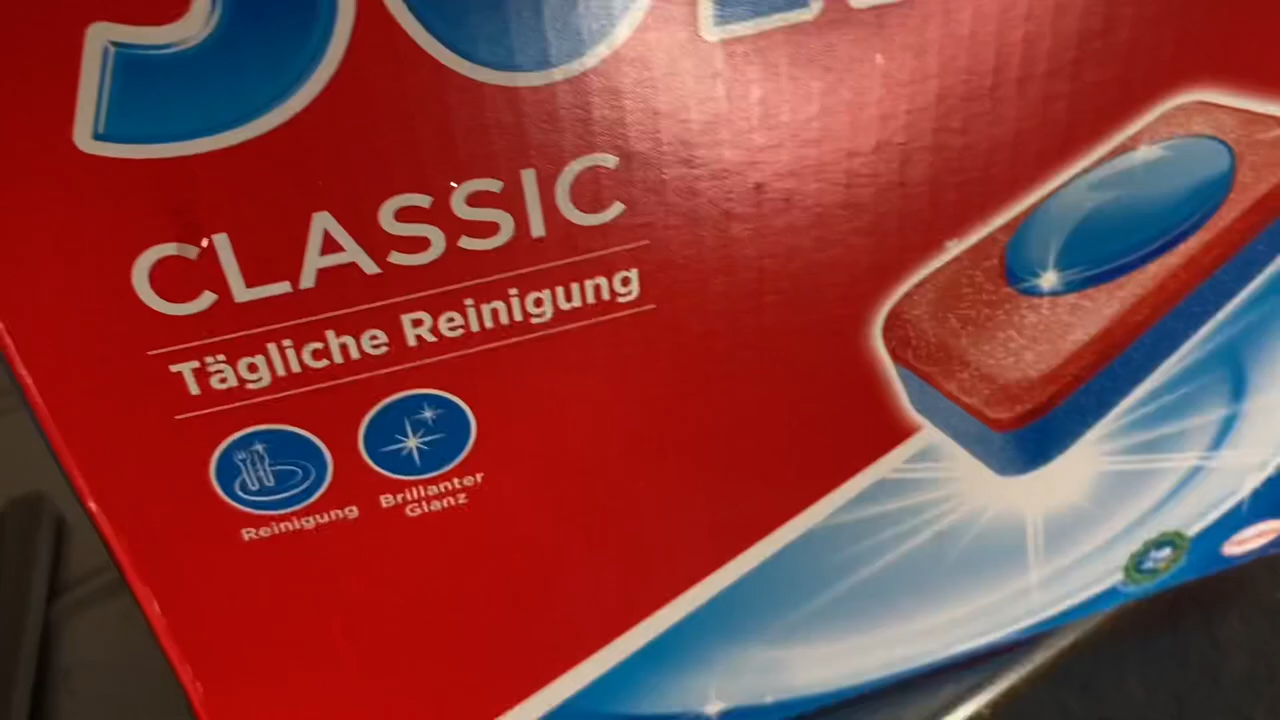 CLASSIC
Tägliche Reinigung
Reinigung
Brillanter
Glanz